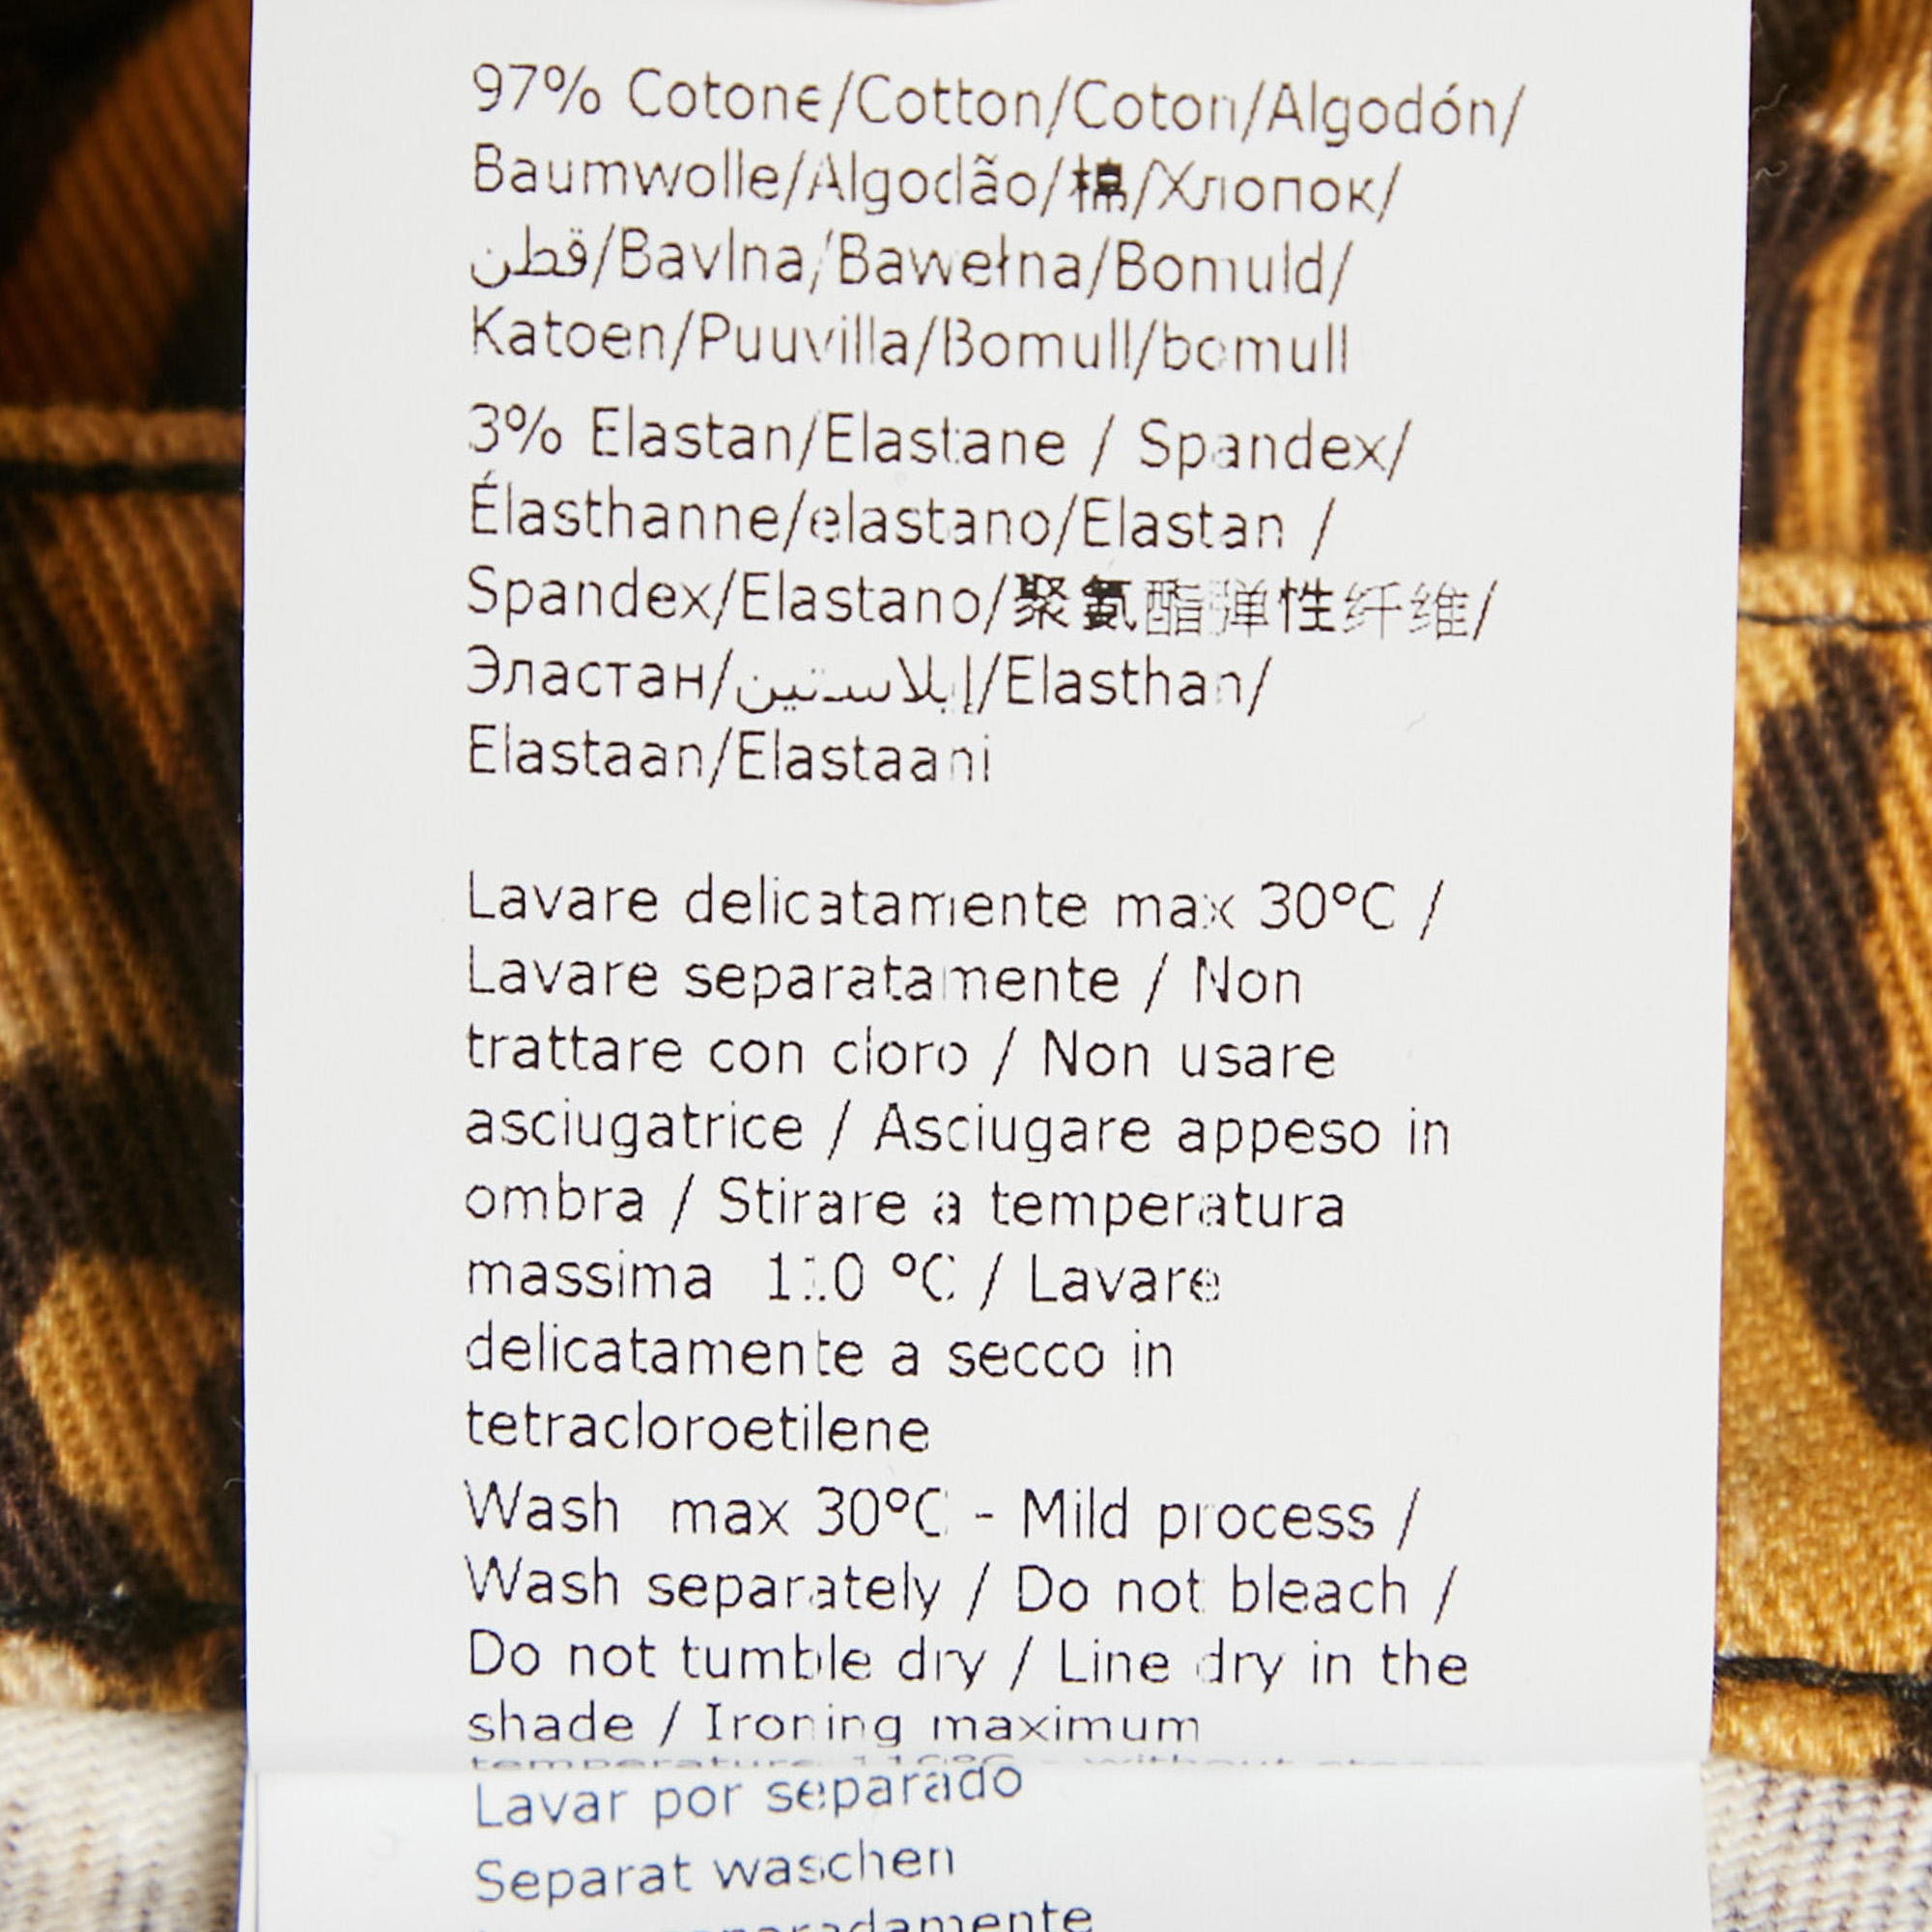 97% Cotone/Cotton/Coton/Algodón/
Baumwolle/Algodão/棉/Хлопок/
قطن/Bavlna/Bawełna/Bomuld/
Katoen/Puuvilla/Bomull/bomull
3% Elastan/Elastane / Spandex/
Élasthanne/elastano/Elastan /
Spandex/Elastano/聚氨酯弹性纤维/
Эластан/إيلاستين/Elasthan/
Elastaan/Elastaani
Lavare delicatamente max 30°C /
Lavare separatamente / Non
trattare con cloro / Non usare
asciugatrice / Asciugare appeso in
ombra / Stirare a temperatura
massima 110 °C / Lavare
delicatamente a secco in
tetracloroetilene
Wash max 30°C - Mild process /
Wash separately / Do not bleach /
Do not tumble dry / Line dry in the
shade / Ironing maximum
temperature 110°C - without steam
Lavar por separado
Separat waschen